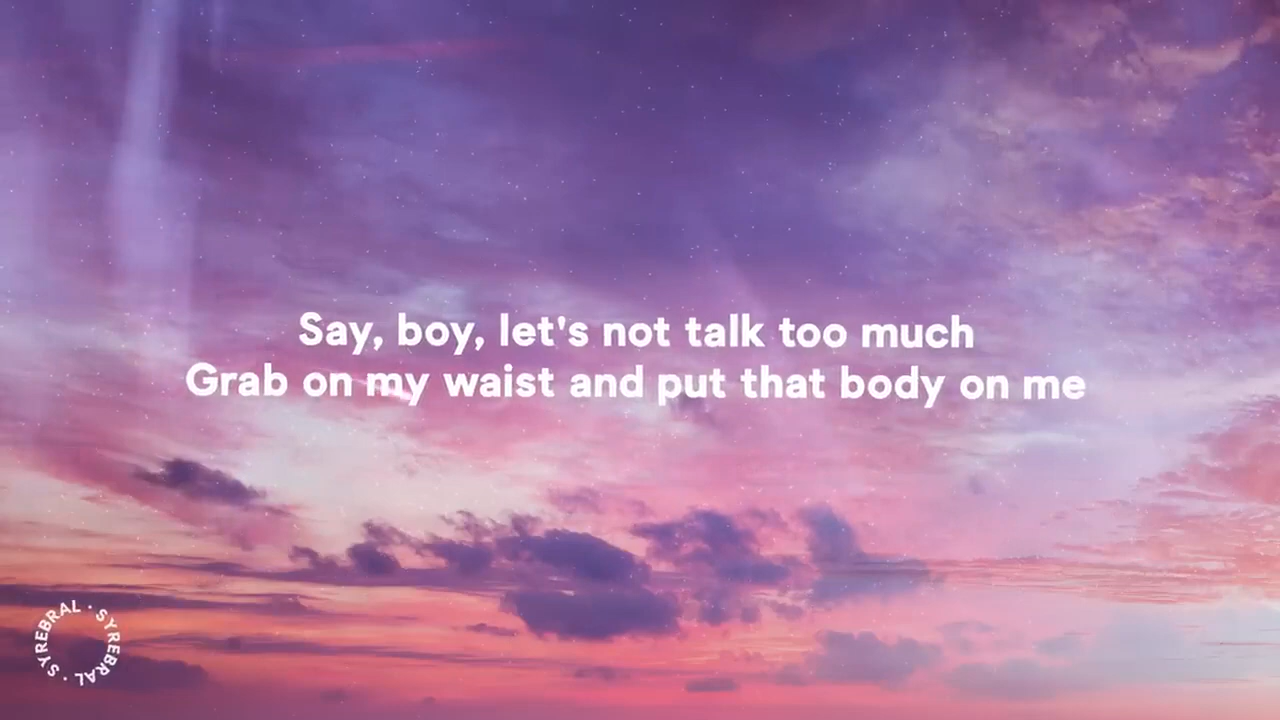 Say, boy, let's not talk too much
Grab on my waist and put that body on me
SYREBRAL · SYREBRAL ·